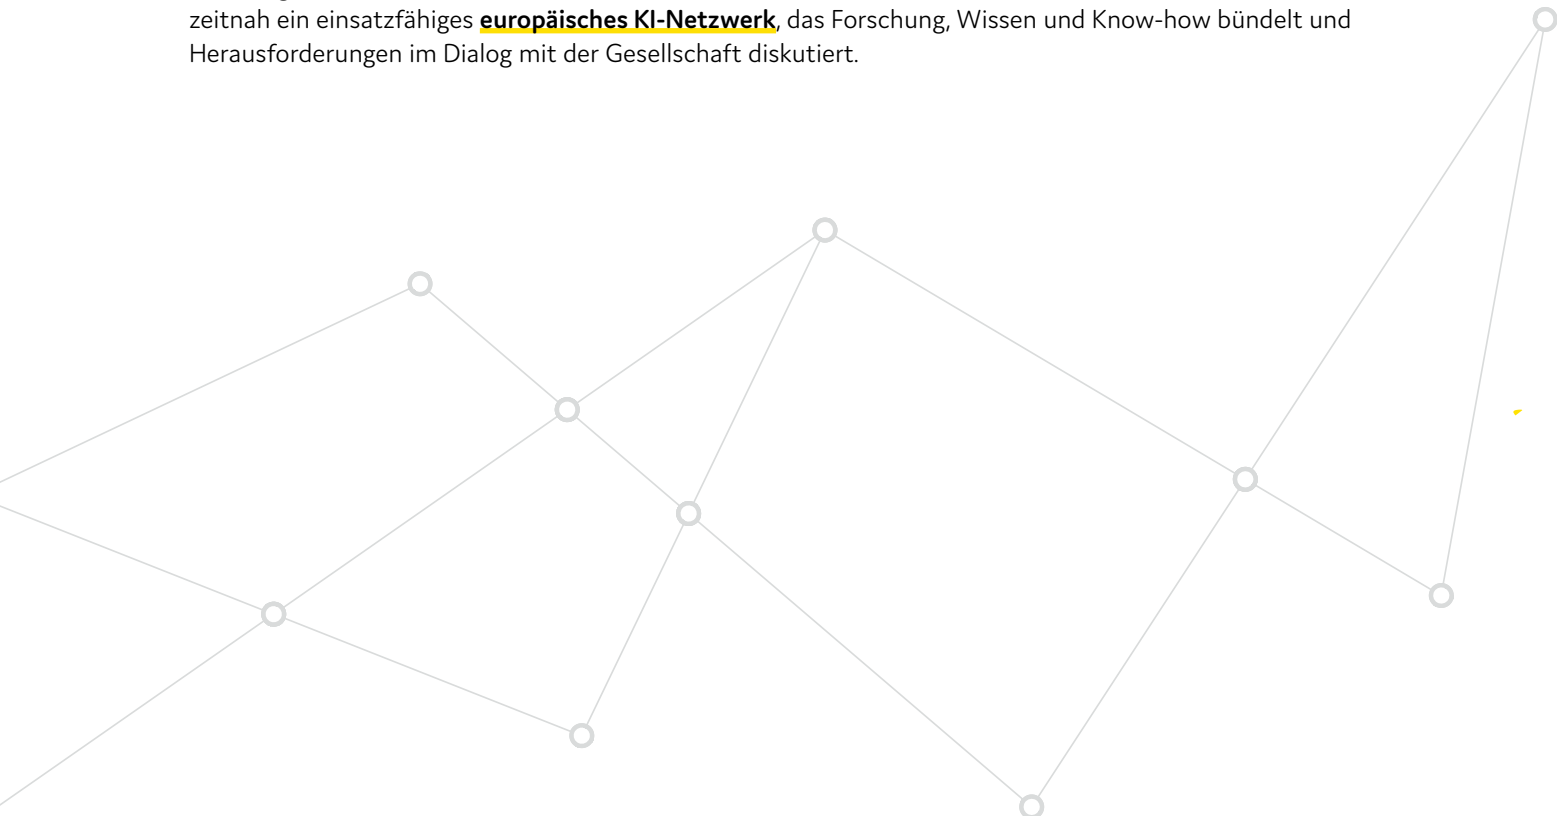 zeitnah ein einsatzfähiges europäisches KI-Netzwerk, das Forschung, Wissen und Know-how bündelt und
Herausforderungen im Dialog mit der Gesellschaft diskutiert.